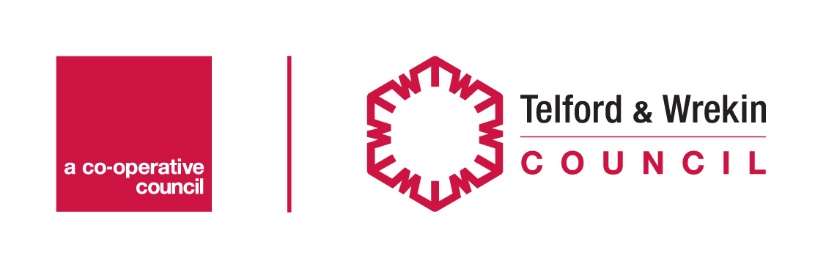 a co-operative
council
Telford & Wrekin
COUNCIL